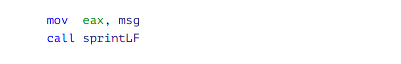 mov  eax, msg
call sprintLF